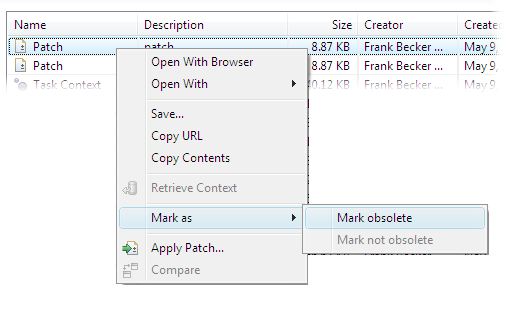 Name Description Size Creator Created
Patch patch 8.87 KB Frank Becker ... May 9,
Patch 8.87 KB Frank Becker ... May 9,
Task Context 40.12 KB Frank Becker ... May 9,
Open With Browser
Open With
Save...
Copy URL
Copy Contents
Retrieve Context
Mark as
Mark obsolete
Mark not obsolete
Apply Patch...
Compare